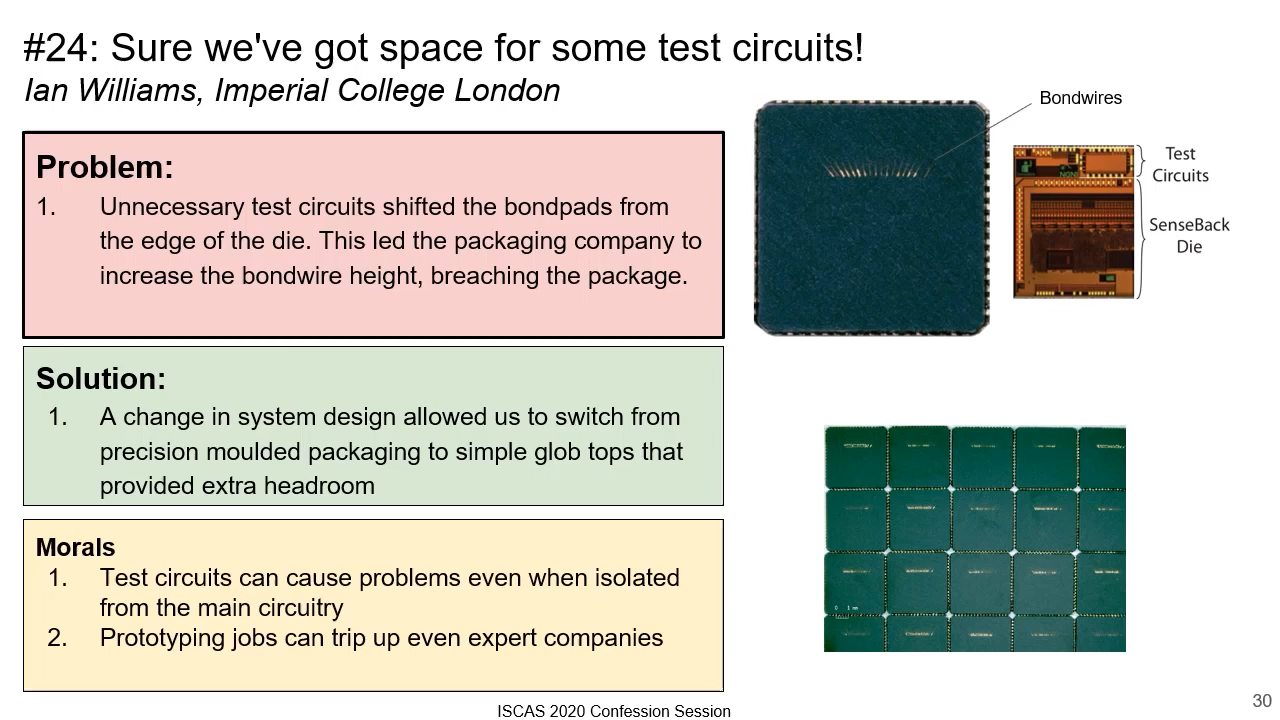 #24: Sure we've got space for some test circuits!
Ian Williams, Imperial College London
Problem:
1. Unnecessary test circuits shifted the bondpads from
the edge of the die. This led the packaging company to
increase the bondwire height, breaching the package.
Solution:
1. A change in system design allowed us to switch from
precision moulded packaging to simple glob tops that
provided extra headroom
Morals
1. Test circuits can cause problems even when isolated
from the main circuitry
2. Prototyping jobs can trip up even expert companies
Bondwires
Test
Circuits
SenseBack
Die
0 1 mm
ISCAS 2020 Confession Session
30